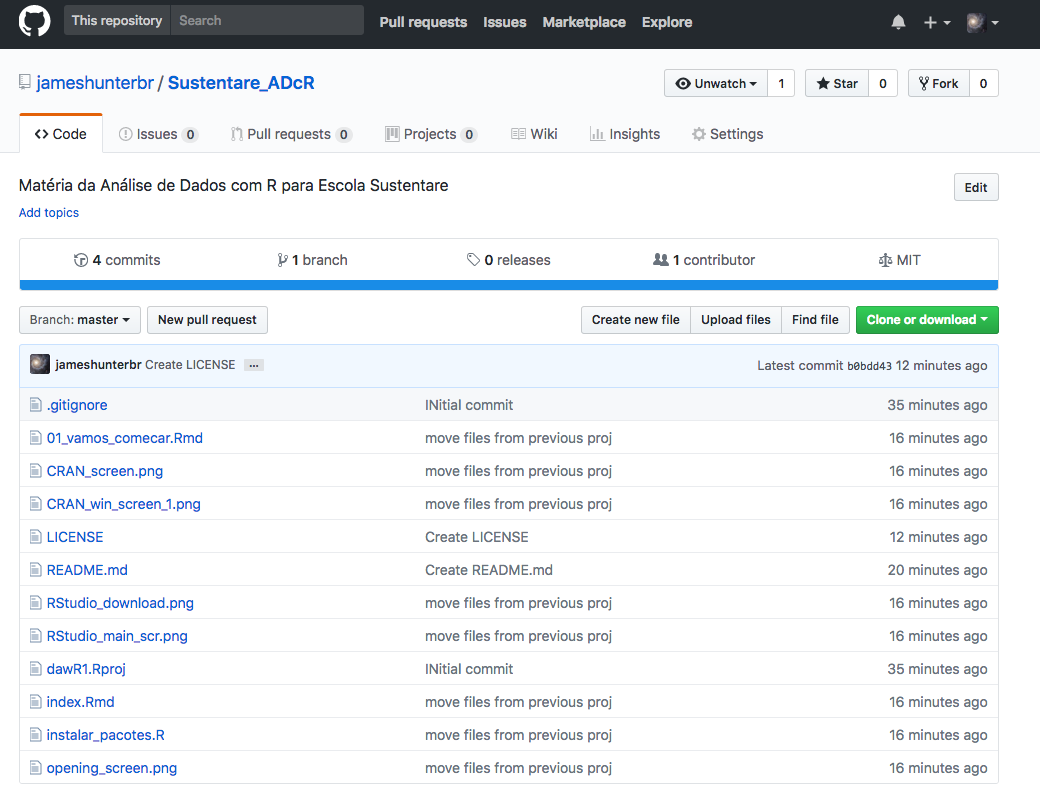 This repository Search Pull requests Issues Marketplace Explore
jameshunterbr / Sustentare_ADcR Unwatch 1 Star 0 Fork 0
Code Issues 0 Pull requests 0 Projects 0 Wiki Insights Settings
Matéria da Análise de Dados com R para Escola Sustentare Edit
Add topics
4 commits 1 branch 0 releases 1 contributor MIT
Branch: master New pull request Create new file Upload files Find file Clone or download
jameshunterbr Create LICENSE … Latest commit b0bdd43 12 minutes ago
.gitignore INitial commit 35 minutes ago
01_vamos_comecar.Rmd move files from previous proj 16 minutes ago
CRAN_screen.png move files from previous proj 16 minutes ago
CRAN_win_screen_1.png move files from previous proj 16 minutes ago
LICENSE Create LICENSE 12 minutes ago
README.md Create README.md 20 minutes ago
RStudio_download.png move files from previous proj 16 minutes ago
RStudio_main_scr.png move files from previous proj 16 minutes ago
dawR1.Rproj INitial commit 35 minutes ago
index.Rmd move files from previous proj 16 minutes ago
instalar_pacotes.R move files from previous proj 16 minutes ago
opening_screen.png move files from previous proj 16 minutes ago